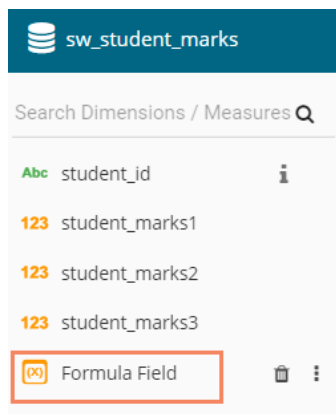 sw_student_marks
Search Dimensions / Measures
Abc student_id
123 student_marks1
123 student_marks2
123 student_marks3
(x) Formula Field